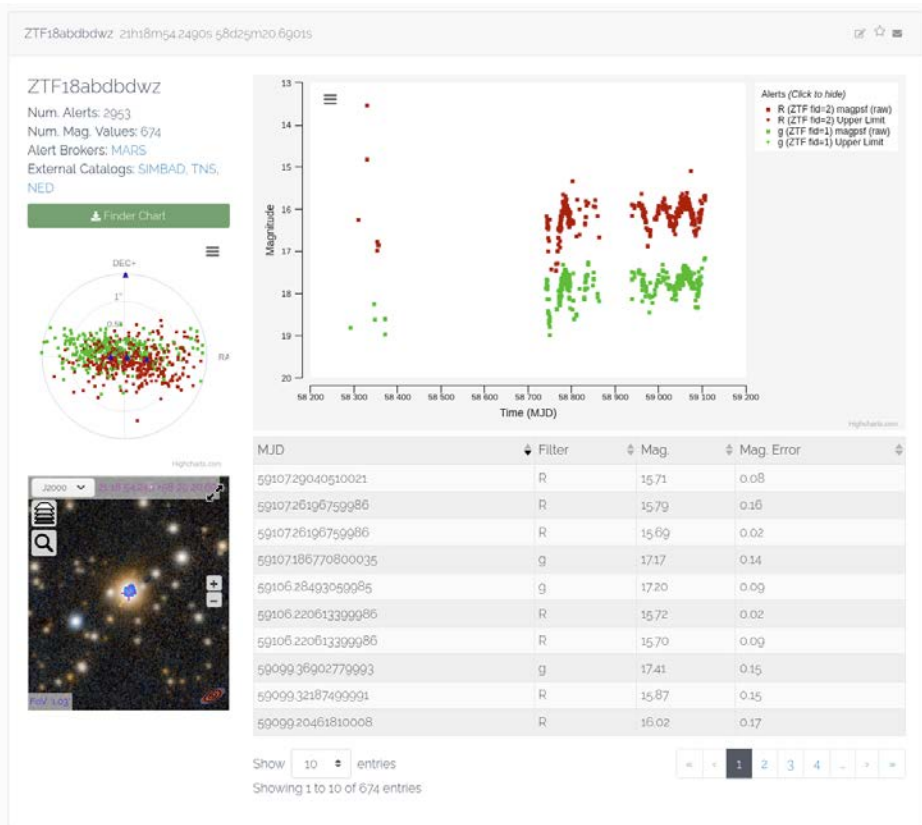 ZTF18abdbdwz 21h18m54.2490s 58d25m20.6901s
ZTF18abdbdwz
Num. Alerts: 2953
Num. Mag. Values: 674
Alert Brokers: MARS
External Catalogs: SIMBAD, TNS,
NED
Finder Chart
DEC+
1"
0.5"
RA
Highcharts.com
J2000
FoV: 1.03'
13
14
15
16
17
18
19
20
Magnitude
58 200 58 300 58 400 58 500 58 600 58 700 58 800 58 900 59 000 59 100 59 200
Time (MJD)
Alerts (Click to hide)
R (ZTF fid=2) magpsf (raw)
R (ZTF fid=2) Upper Limit
g (ZTF fid=1) magpsf (raw)
g (ZTF fid=1) Upper Limit
Highcharts.com
MJD Filter Mag. Mag. Error
59107.29040510021 R 15.71 0.08
59107.26196759986 R 15.79 0.16
59107.26196759986 R 15.69 0.02
59107.186770800035 g 17.17 0.14
59106.28493059985 g 17.20 0.09
59106.220613399986 R 15.72 0.02
59106.220613399986 R 15.70 0.09
59099.36902779993 g 17.41 0.15
59099.32187499991 R 15.87 0.15
59099.20461810008 R 16.02 0.17
Show 10 entries
Showing 1 to 10 of 674 entries
« ‹ 1 2 3 4 … › »